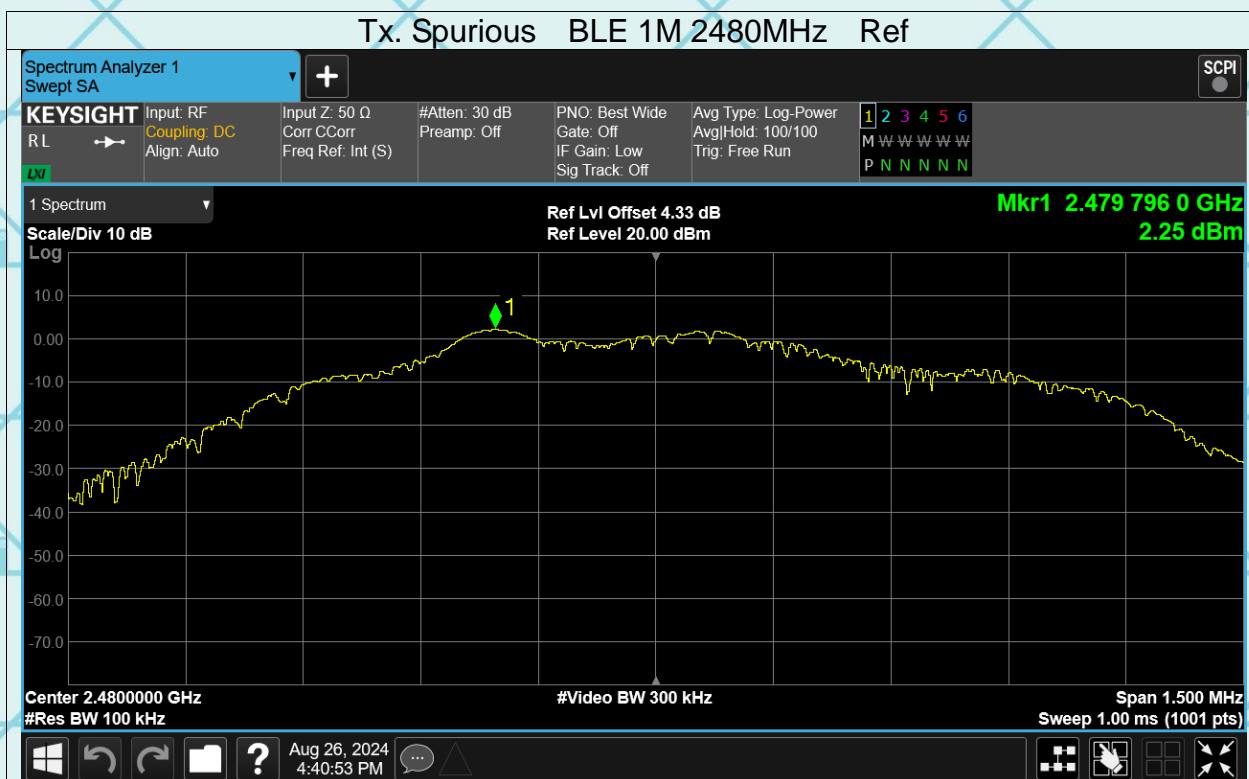 Tx. Spurious BLE 1M 2480MHz Ref
Spectrum Analyzer 1
Swept SA
+
SCPI
KEYSIGHT
RL
LXI
Input: RF
Coupling: DC
Align: Auto
Input Z: 50 Ω
Corr CCorr
Freq Ref: Int (S)
#Atten: 30 dB
Preamp: Off
PNO: Best Wide
Gate: Off
IF Gain: Low
Sig Track: Off
Avg Type: Log-Power
Avg|Hold: 100/100
Trig: Free Run
1 2 3 4 5 6
M W W W W W W
P N N N N N N
1 Spectrum
Scale/Div 10 dB
Ref Lvl Offset 4.33 dB
Ref Level 20.00 dBm
Mkr1 2.479 796 0 GHz
2.25 dBm
Log
10.0
1
0.00
-10.0
-20.0
-30.0
-40.0
-50.0
-60.0
-70.0
Center 2.4800000 GHz
#Video BW 300 kHz
Span 1.500 MHz
#Res BW 100 kHz
Sweep 1.00 ms (1001 pts)
?
Aug 26, 2024
4:40:53 PM